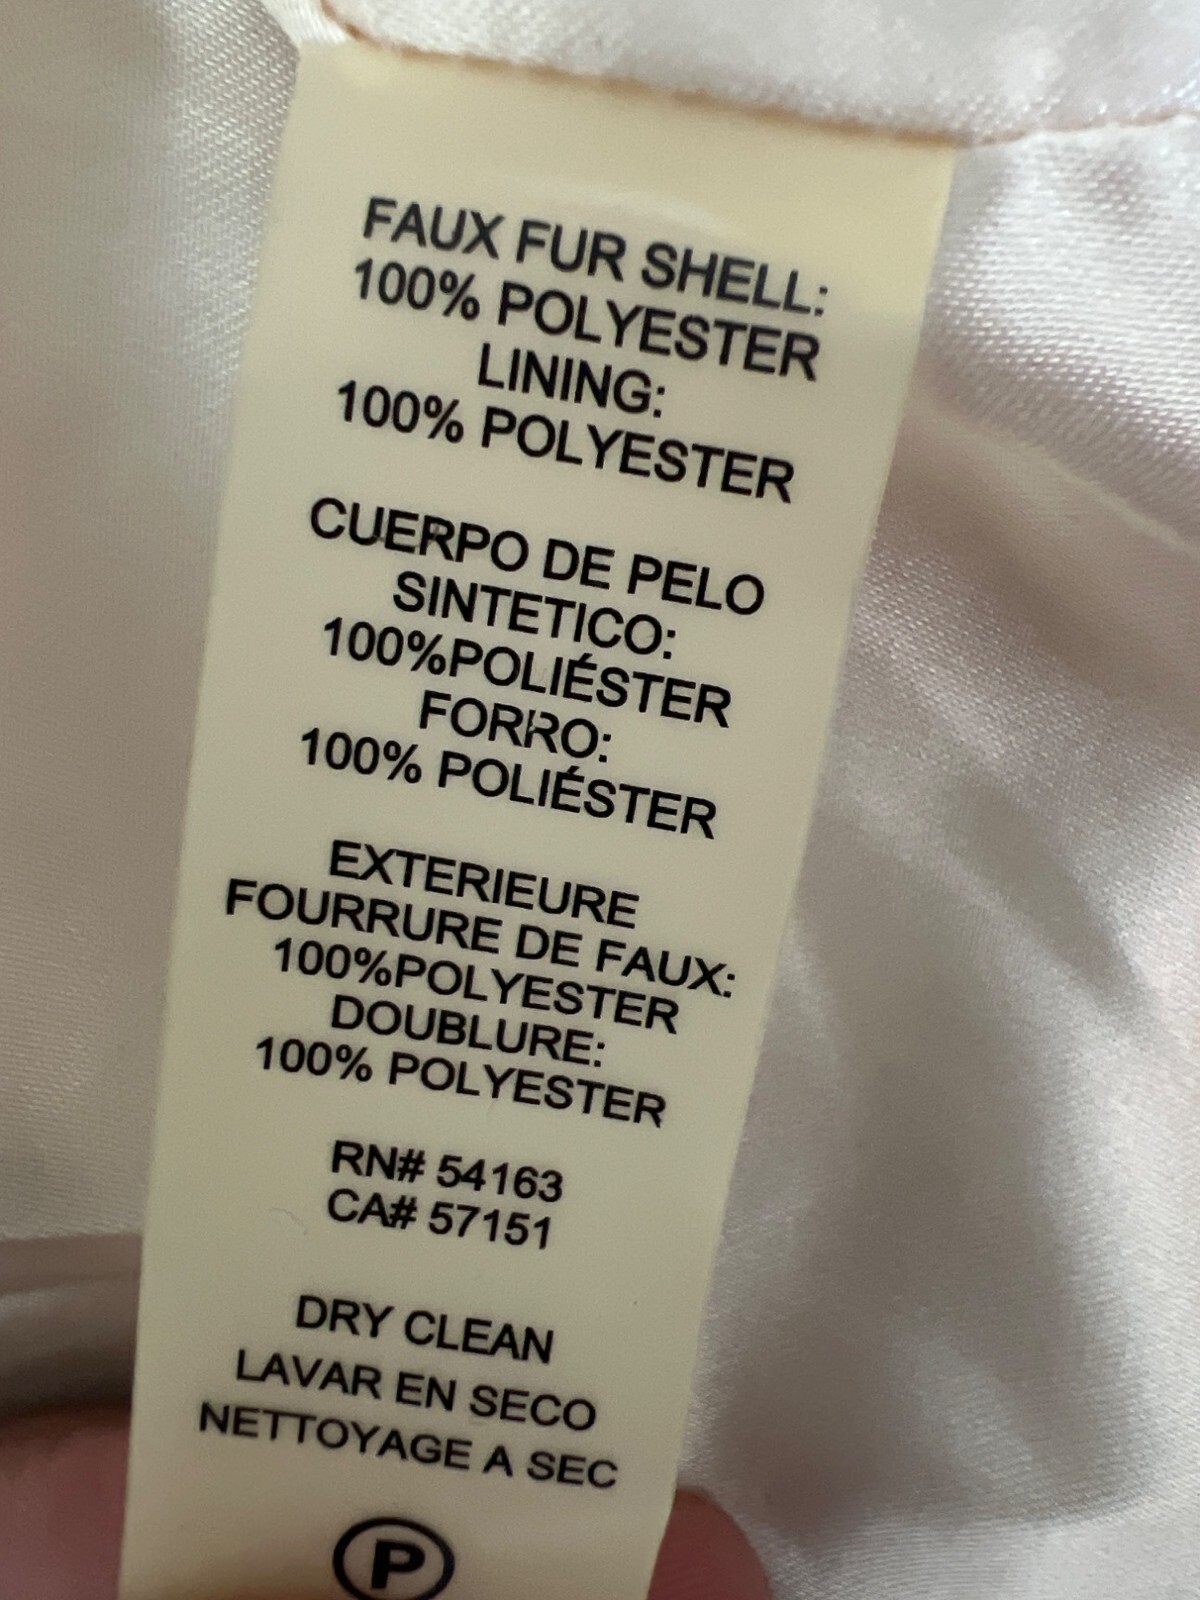 FAUX FUR SHELL:
100% POLYESTER
LINING:
100% POLYESTER
CUERPO DE PELO
SINTETICO:
100%POLIÉSTER
FORRO:
100% POLIÉSTER
EXTERIEURE
FOURRURE DE FAUX:
100%POLYESTER
DOUBLURE:
100% POLYESTER
RN# 54163
CA# 57151
DRY CLEAN
LAVAR EN SECO
NETTOYAGE A SEC
P